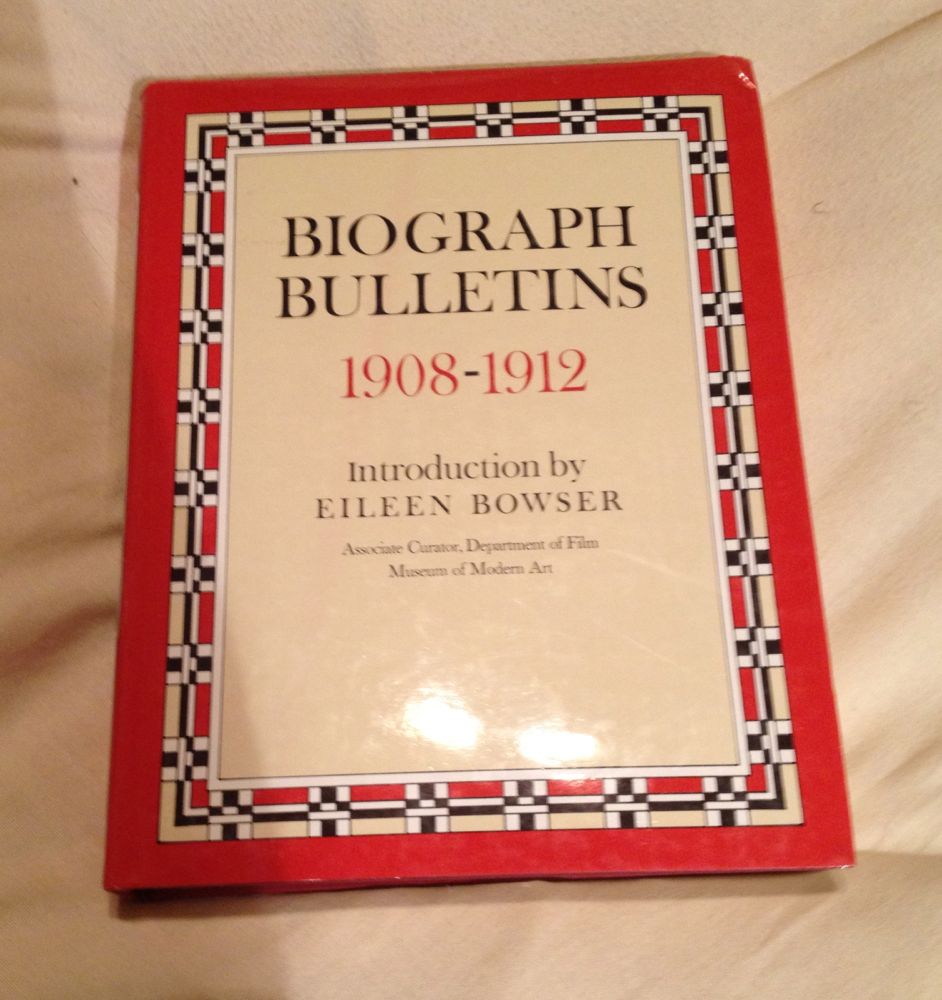 BIOGRAPH
BULLETINS
1908-1912
Introduction by
EILEEN BOWSER
Associate Curator, Department of Film
Museum of Modern Art